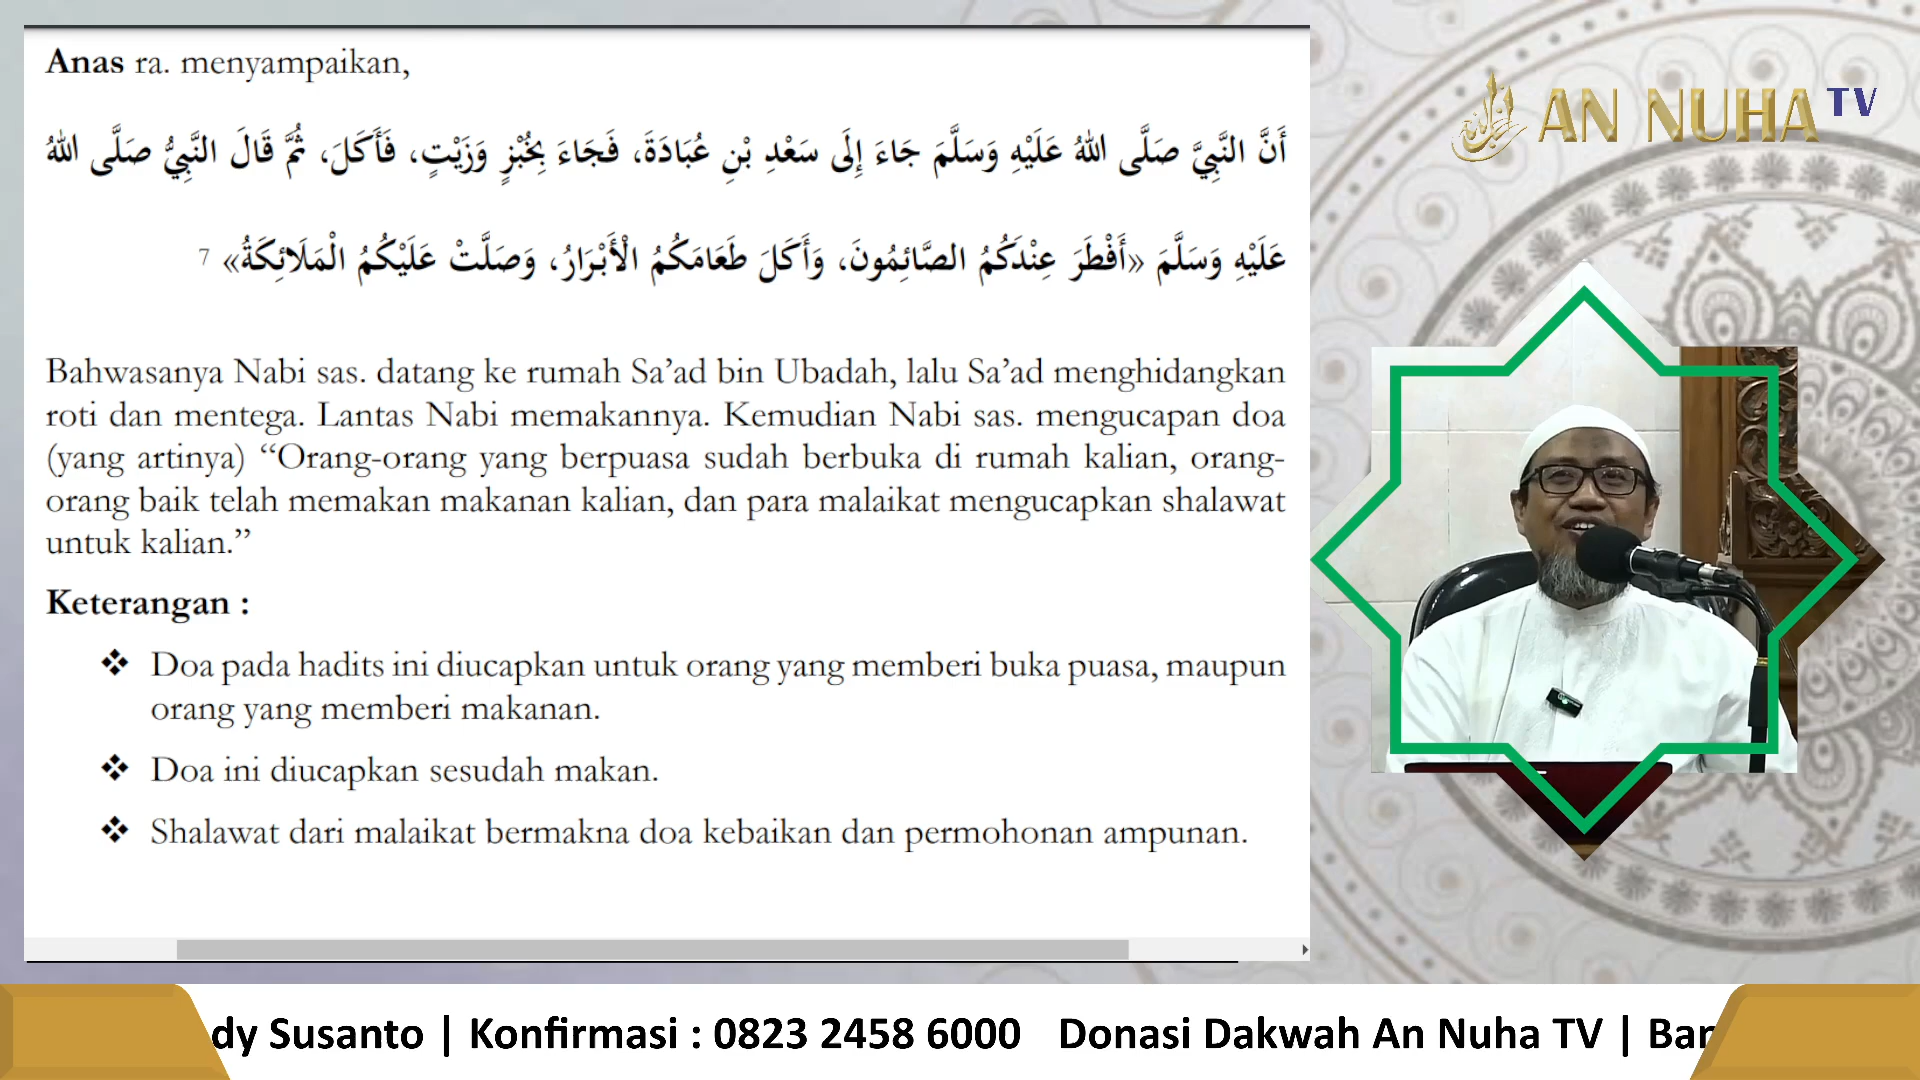 Anas ra. menyampaikan,
أَنَّ النَّبِيَّ صَلَّى اللهُ عَلَيْهِ وَسَلَّمَ جَاءَ إِلَى سَعْدِ بْنِ عُبَادَةَ، فَجَاءَ بِخُبْزٍ وَزَيْتٍ، فَأَكَلَ، ثُمَّ قَالَ النَّبِيُّ صَلَّى اللهُ
عَلَيْهِ وَسَلَّمَ «أَفْطَرَ عِنْدَكُمُ الصَّائِمُونَ، وَأَكَلَ طَعَامَكُمُ الْأَبْرَارُ، وَصَلَّتْ عَلَيْكُمُ الْمَلَائِكَةُ» 7
Bahwasanya Nabi sas. datang ke rumah Sa’ad bin Ubadah, lalu Sa’ad menghidangkan
roti dan mentega. Lantas Nabi memakannya. Kemudian Nabi sas. mengucapan doa
(yang artinya) “Orang-orang yang berpuasa sudah berbuka di rumah kalian, orang-
orang baik telah memakan makanan kalian, dan para malaikat mengucapkan shalawat
untuk kalian.”
Keterangan :
❖ Doa pada hadits ini diucapkan untuk orang yang memberi buka puasa, maupun
orang yang memberi makanan.
❖ Doa ini diucapkan sesudah makan.
❖ Shalawat dari malaikat bermakna doa kebaikan dan permohonan ampunan.
AN NUHA TV
dy Susanto | Konfirmasi : 0823 2458 6000 Donasi Dakwah An Nuha TV | Bar